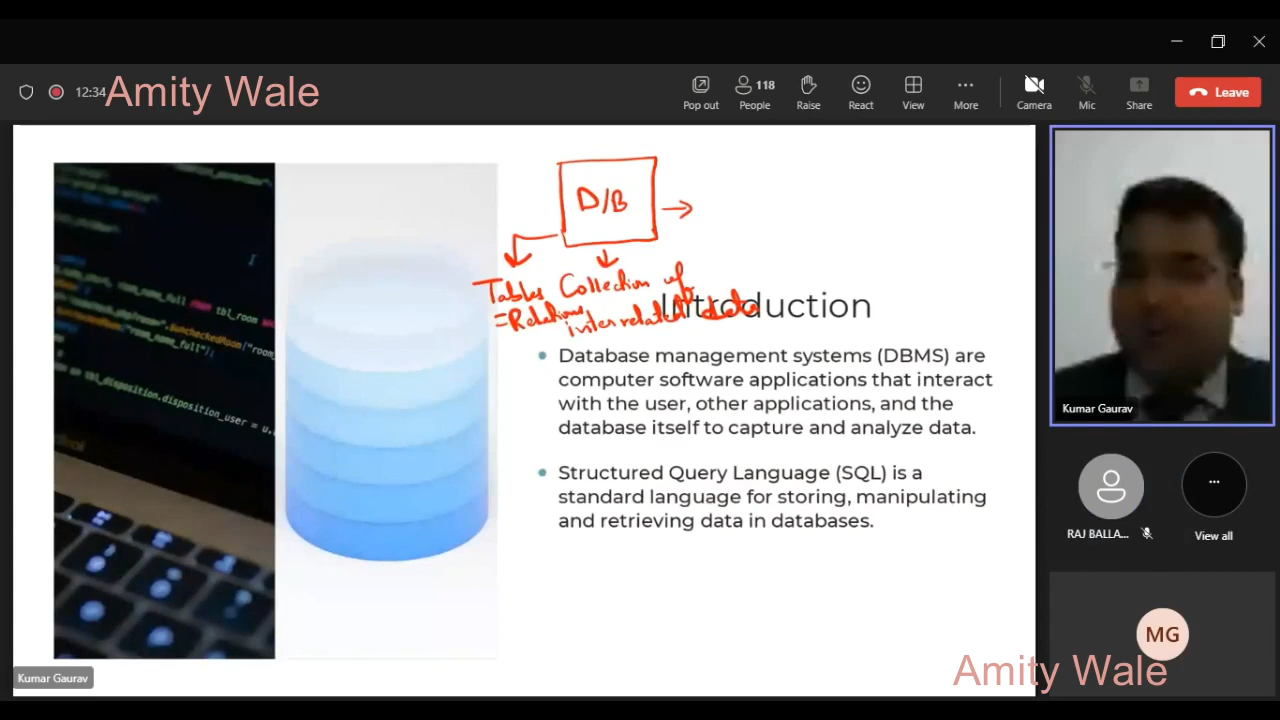 12:34
Amity Wale
118
Pop out People Raise React View More Camera Mic Share Leave
D/B
Tables Collection of
=Relations interrelated data
Introduction
• Database management systems (DBMS) are
computer software applications that interact
with the user, other applications, and the
database itself to capture and analyze data.
• Structured Query Language (SQL) is a
standard language for storing, manipulating
and retrieving data in databases.
Kumar Gaurav
Kumar Gaurav
RAJ BALLA...
View all
MG
Amity Wale